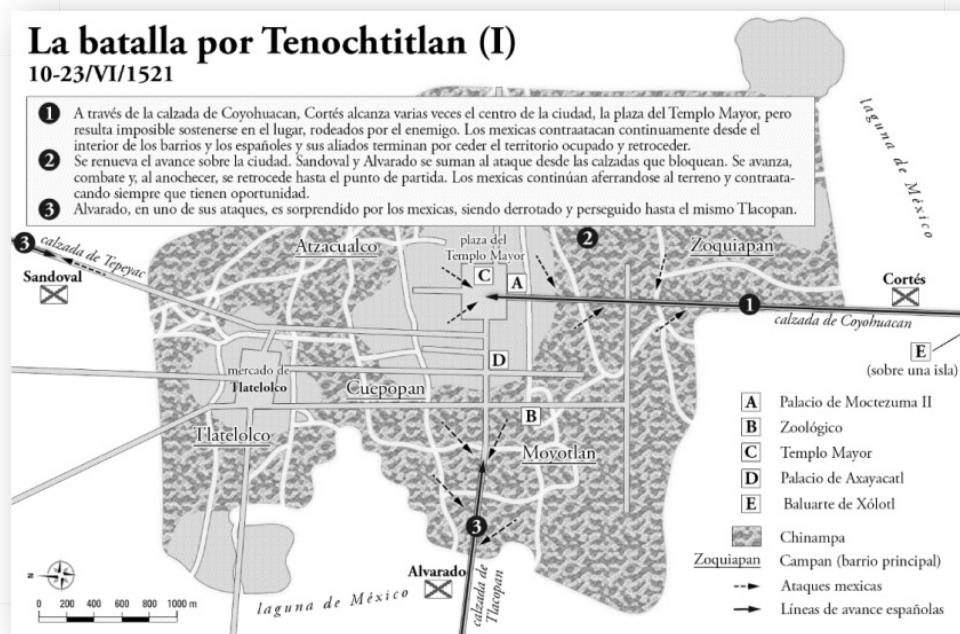 La batalla por Tenochtitlan (I)
10-23/VI/1521
1 A través de la calzada de Coyohuacan, Cortés alcanza varias veces el centro de la ciudad, la plaza del Templo Mayor, pero
resulta imposible sostenerse en el lugar, rodeados por el enemigo. Los mexicas contraatacan continuamente desde el
interior de los barrios y los españoles y sus aliados terminan por ceder el territorio ocupado y retroceder.
2 Se renueva el avance sobre la ciudad. Sandoval y Alvarado se suman al ataque desde las calzadas que bloquean. Se avanza,
combate y, al anochecer, se retrocede hasta el punto de partida. Los mexicas continúan aferrandose al terreno y contraata-
cando siempre que tienen oportunidad.
3 Alvarado, en uno de sus ataques, es sorprendido por los mexicas, siendo derrotado y perseguido hasta el mismo Tlacopan.
laguna de México
3
calzada de Tepeyac
Sandoval
Atzacualco
plaza del
Templo Mayor
C
A
2
Zoquiapan
Cortés
1
calzada de Coyohuacan
E
(sobre una isla)
D
mercado de
Tlatelolco
Cuepopan
B
Tlatelolco
Moyotlan
3
Alvarado
calzada de
Tlacopan
laguna de México
A Palacio de Moctezuma II
B Zoológico
C Templo Mayor
D Palacio de Axayacatl
E Baluarte de Xólotl
Chinampa
Zoquiapan Campan (barrio principal)
Ataques mexicas
Líneas de avance españolas
N
0 200 400 600 800 1000 m